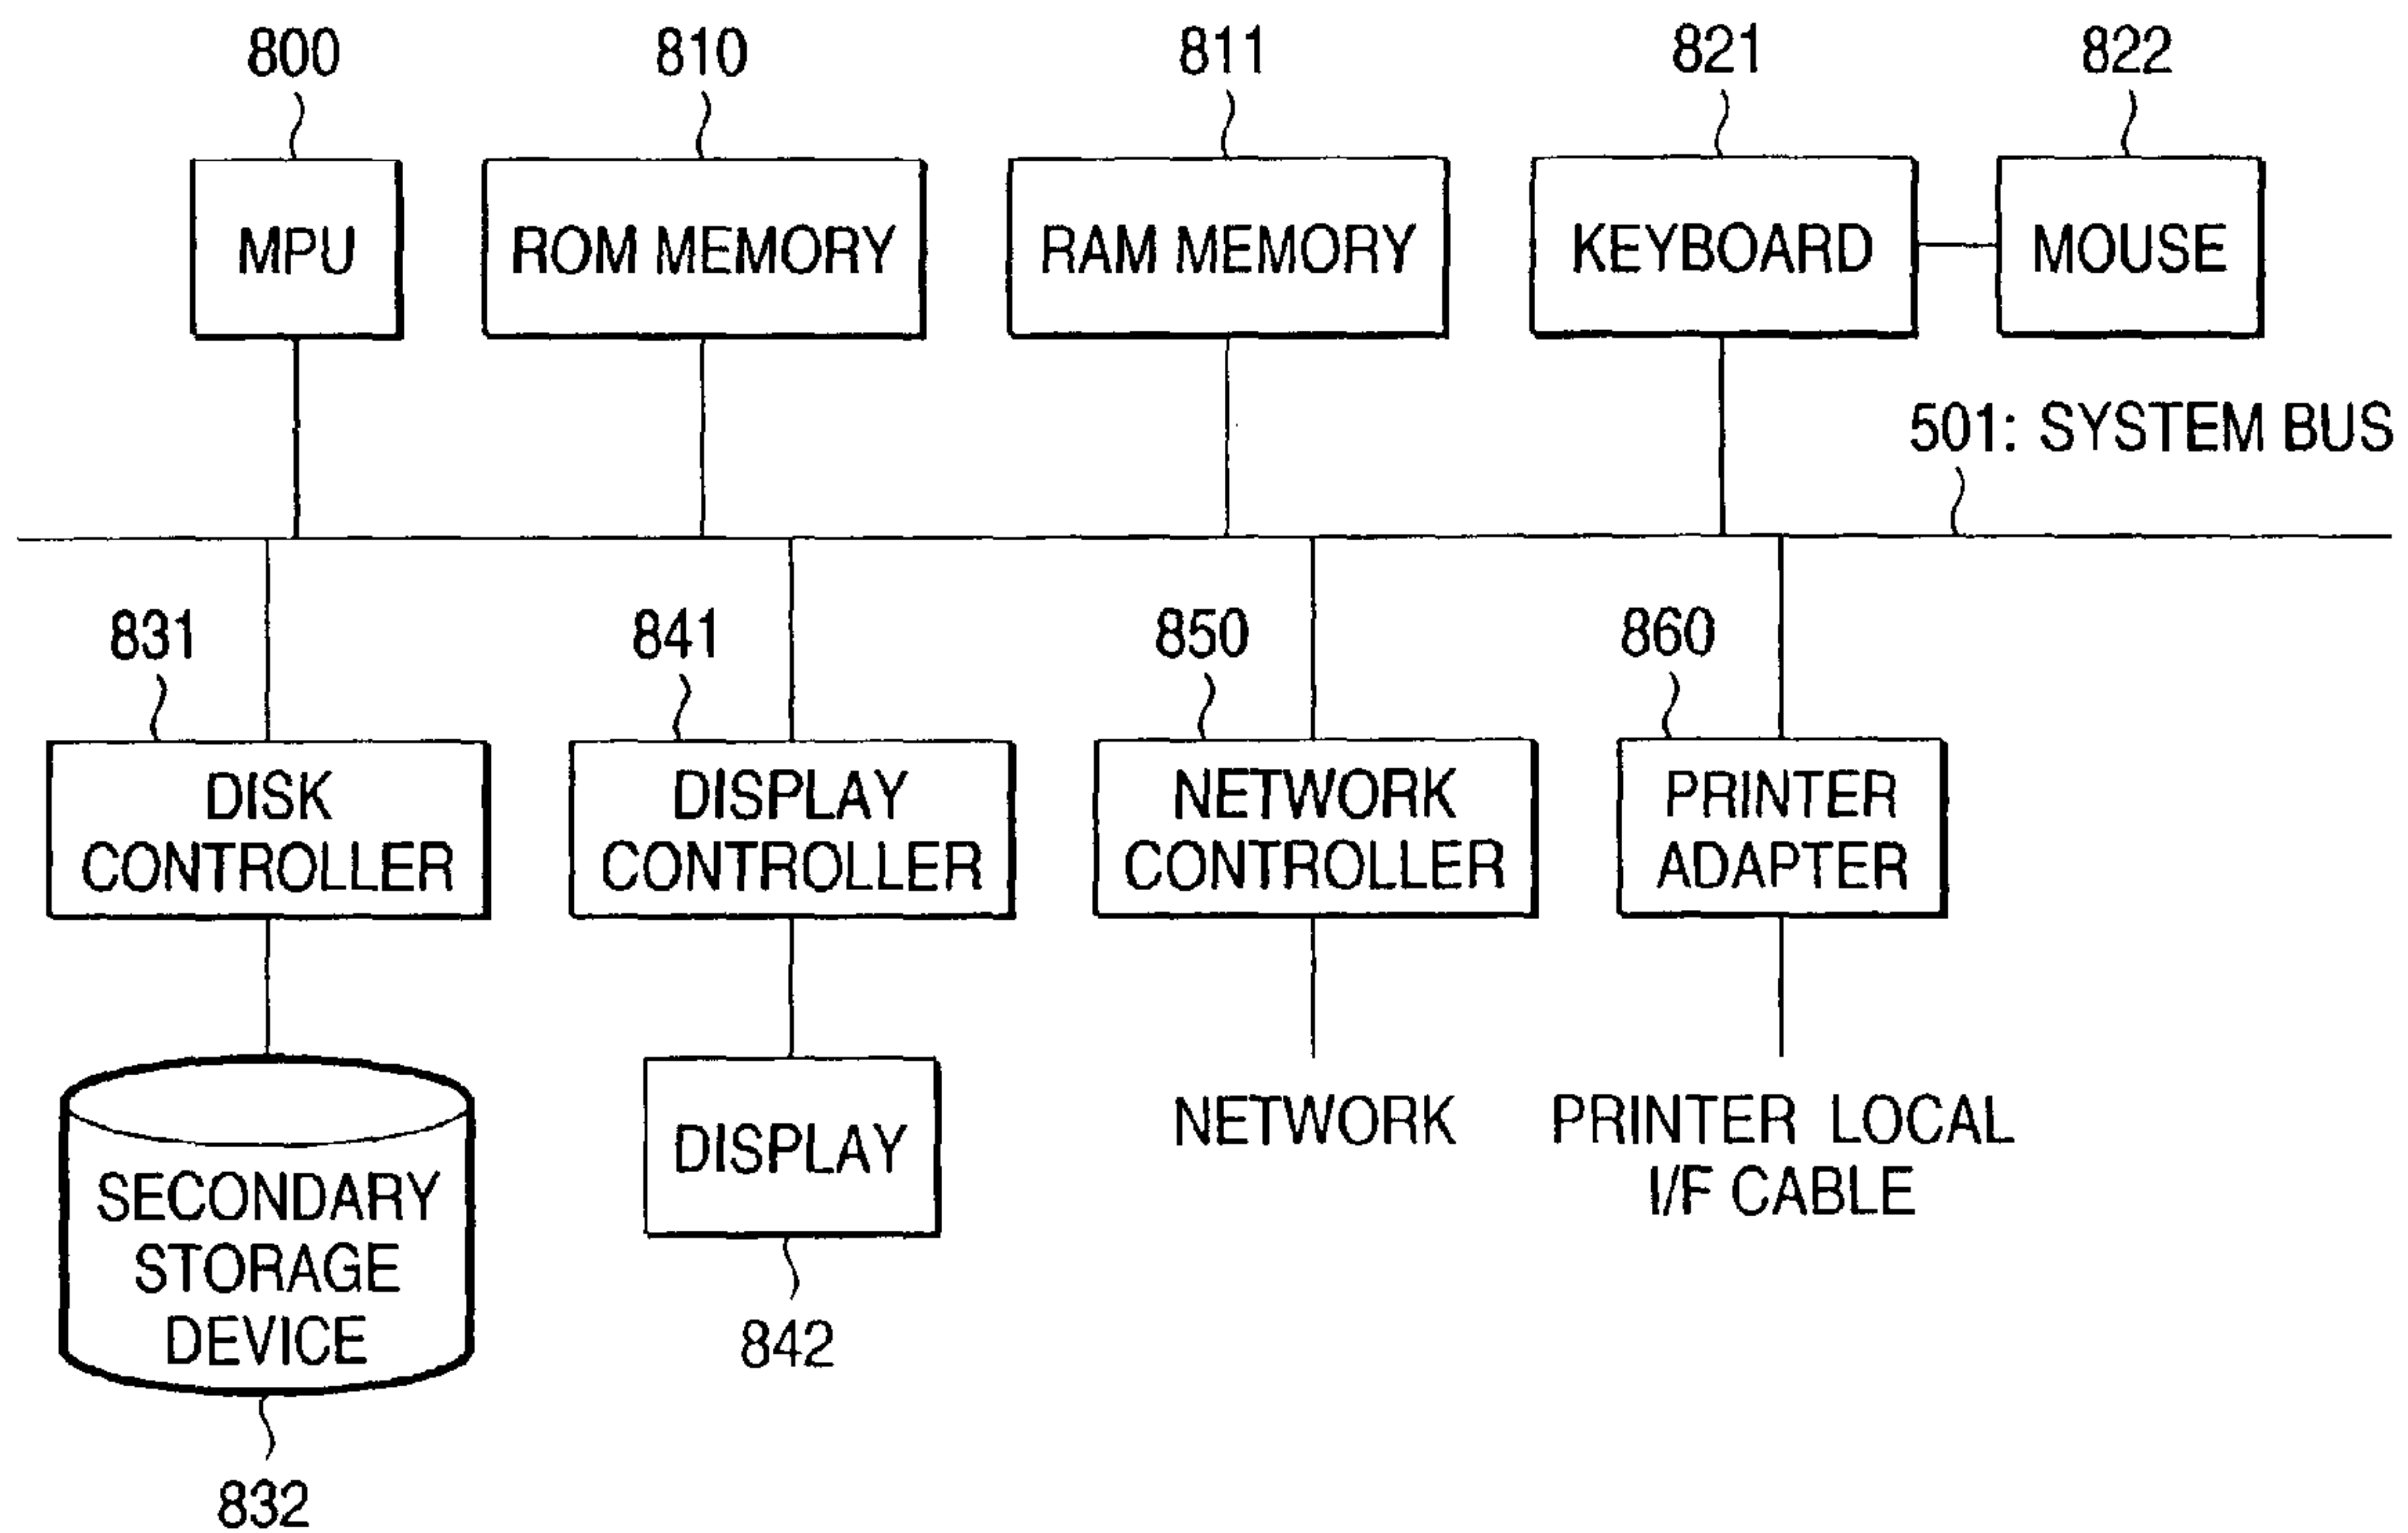 800
810
811
821
822
MPU
ROM MEMORY
RAM MEMORY
KEYBOARD
MOUSE
501: SYSTEM BUS
831
841
850
860
DISK
CONTROLLER
DISPLAY
CONTROLLER
NETWORK
CONTROLLER
PRINTER
ADAPTER
SECONDARY
STORAGE
DEVICE
DISPLAY
NETWORK
PRINTER LOCAL
I/F CABLE
842
832